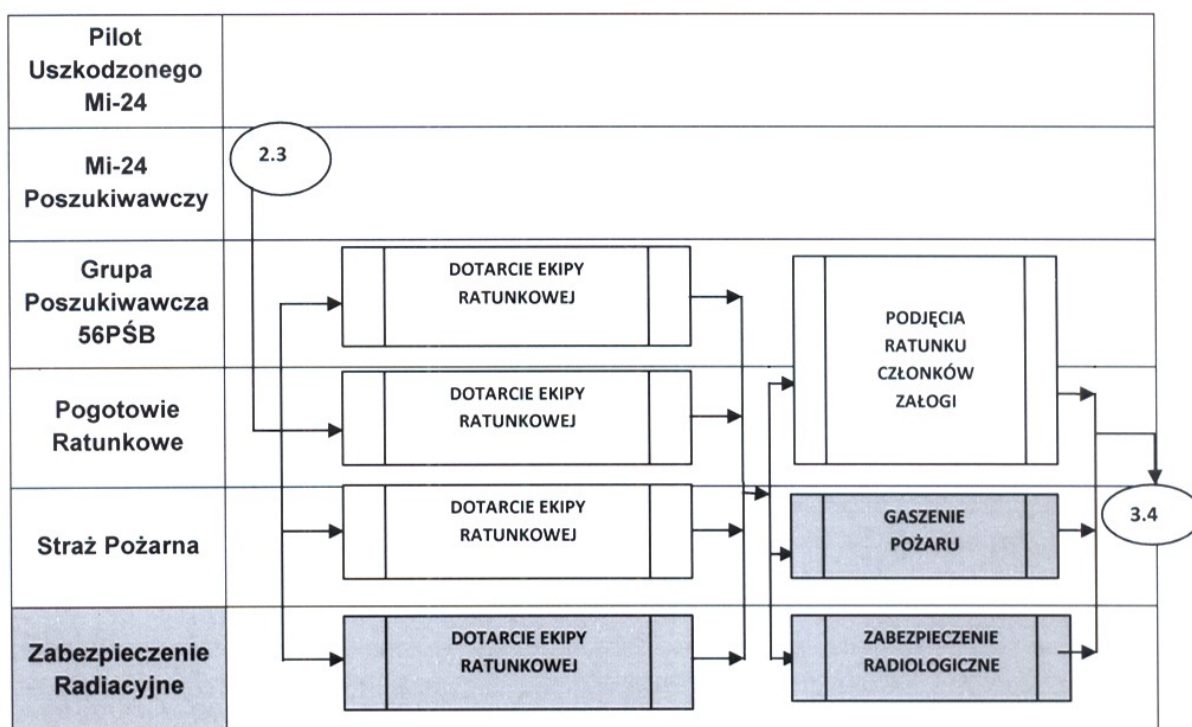 Pilot
Uszkodzonego
Mi-24
2.3
Mi-24
Poszukiwawczy
Grupa
Poszukiwawcza
56PŚB
DOTARCIE EKIPY
RATUNKOWEJ
PODJĘCIA
RATUNKU
CZŁONKÓW
ZAŁOGI
Pogotowie
Ratunkowe
DOTARCIE EKIPY
RATUNKOWEJ
Straż Pożarna
DOTARCIE EKIPY
RATUNKOWEJ
GASZENIE
POŻARU
3.4
Zabezpieczenie
Radiacyjne
DOTARCIE EKIPY
RATUNKOWEJ
ZABEZPIECZENIE
RADIOLOGICZNE